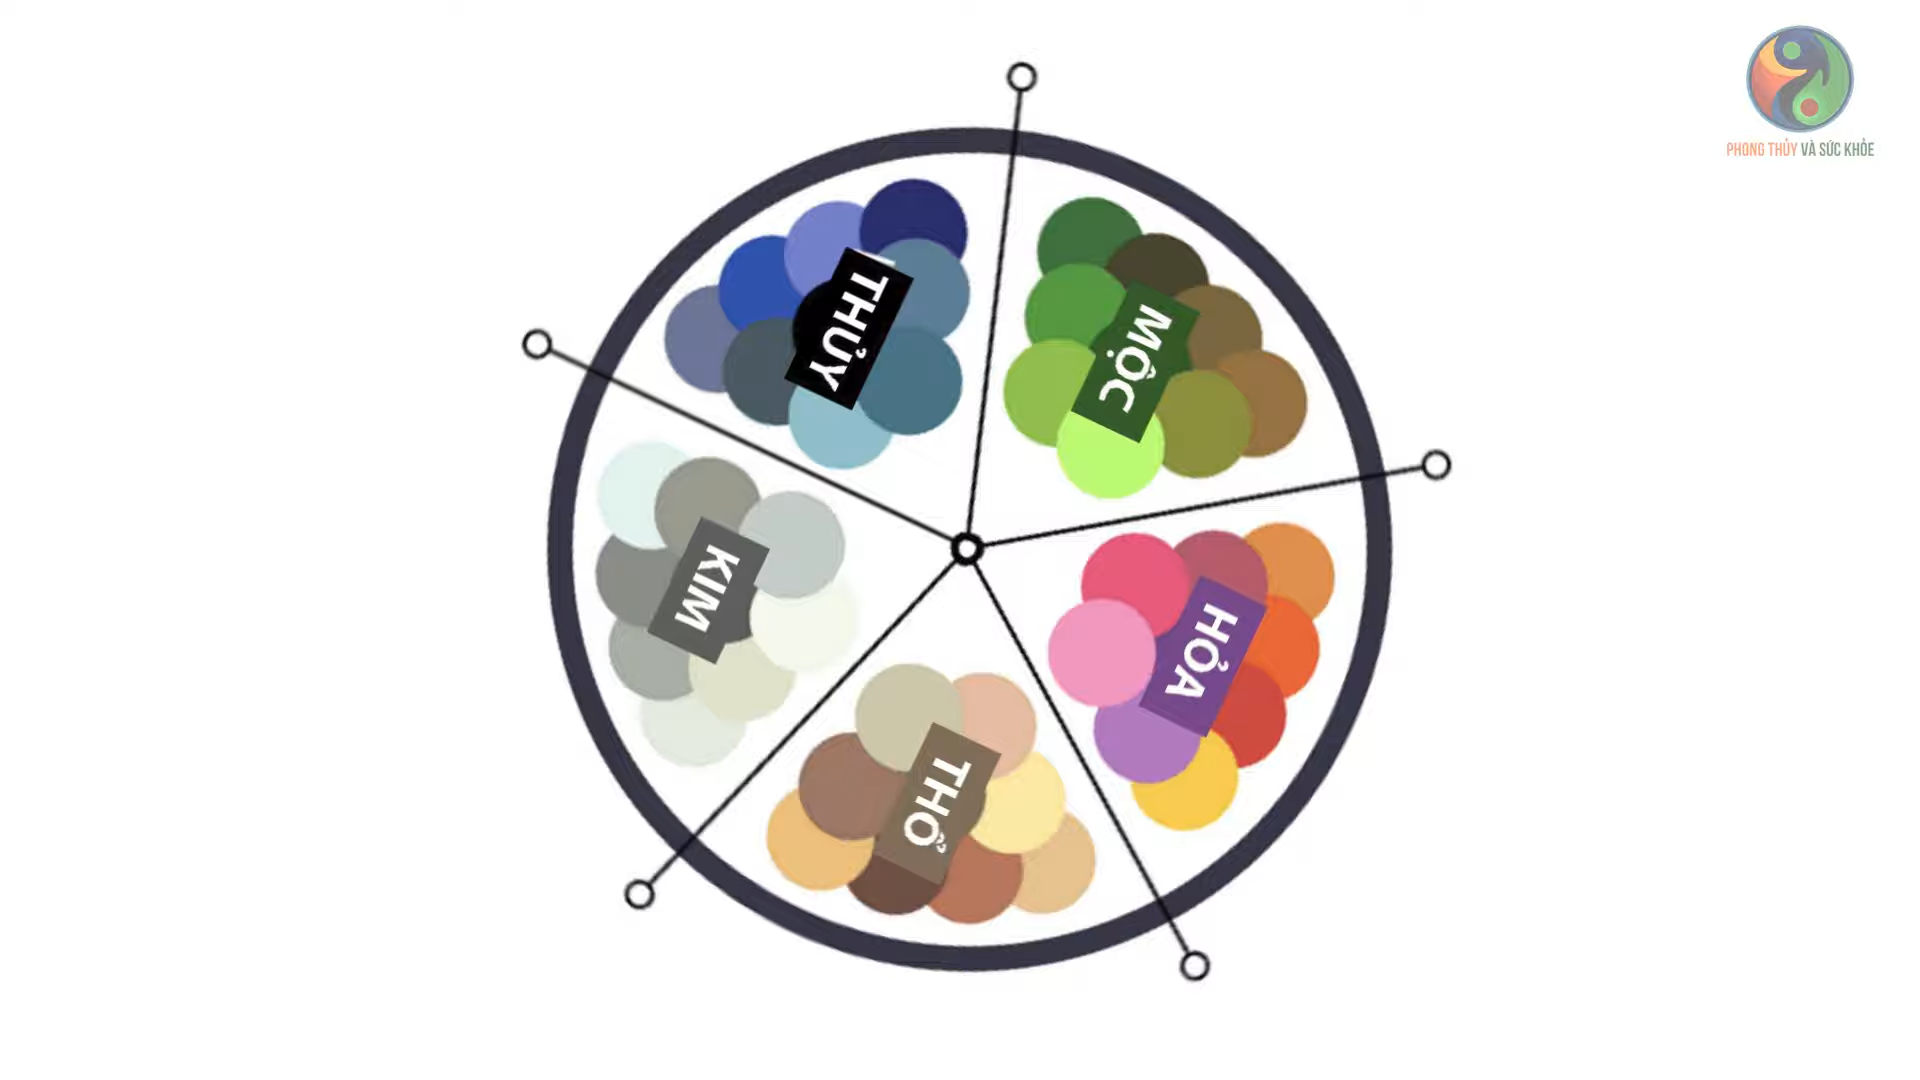 PHONG THỦY VÀ SỨC KHỎE
THỦY
MỘC
KIM
HỎA
THỔ